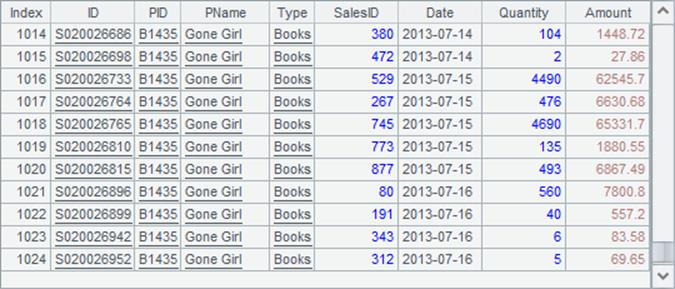 Index ID PID PName Type SalesID Date Quantity Amount
1014 S020026686 B1435 Gone Girl Books 380 2013-07-14 104 1448.72
1015 S020026698 B1435 Gone Girl Books 472 2013-07-14 2 27.86
1016 S020026733 B1435 Gone Girl Books 529 2013-07-15 4490 62545.7
1017 S020026764 B1435 Gone Girl Books 267 2013-07-15 476 6630.68
1018 S020026765 B1435 Gone Girl Books 745 2013-07-15 4690 65331.7
1019 S020026810 B1435 Gone Girl Books 773 2013-07-15 135 1880.55
1020 S020026815 B1435 Gone Girl Books 877 2013-07-15 493 6867.49
1021 S020026896 B1435 Gone Girl Books 80 2013-07-16 560 7800.8
1022 S020026899 B1435 Gone Girl Books 191 2013-07-16 40 557.2
1023 S020026942 B1435 Gone Girl Books 343 2013-07-16 6 83.58
1024 S020026952 B1435 Gone Girl Books 312 2013-07-16 5 69.65